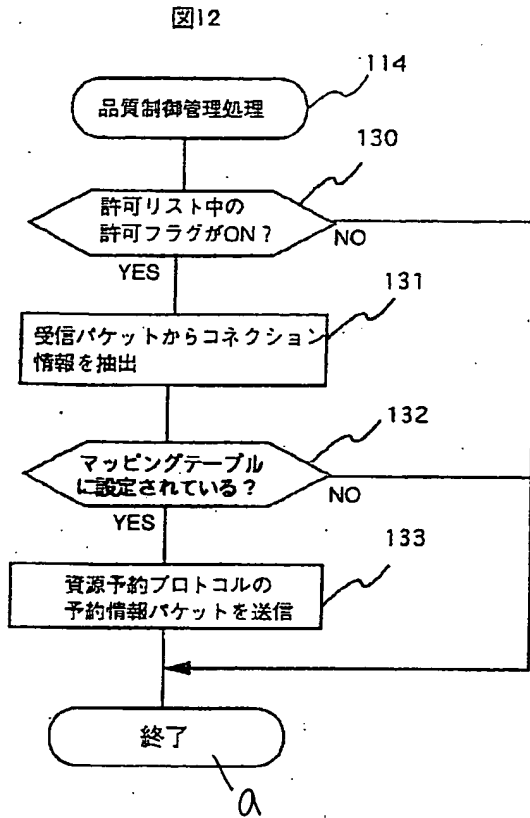 図12
114
品質制御管理処理
130
許可リスト中の
許可フラグがON？
NO
YES
131
受信パケットからコネクション
情報を抽出
132
マッピングテーブル
に設定されている？
NO
YES
133
資源予約プロトコルの
予約情報パケットを送信
終了
a